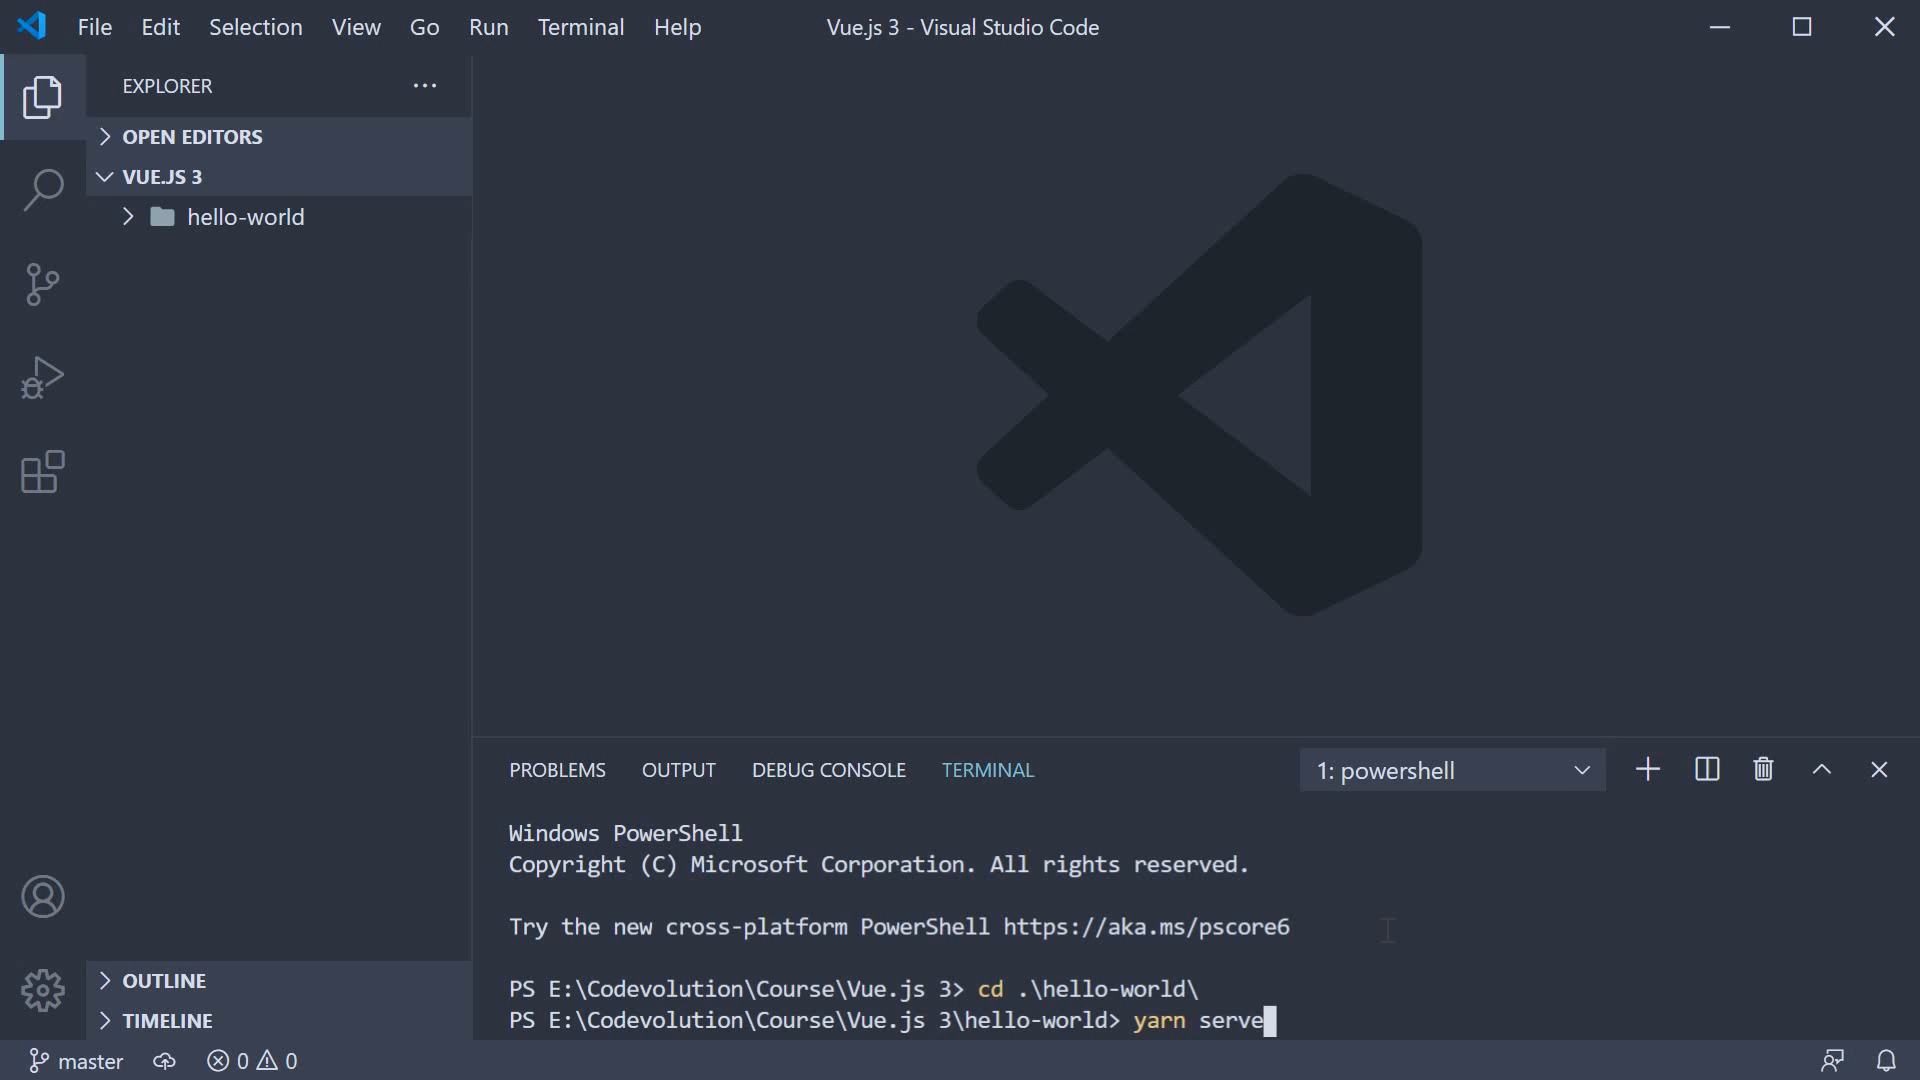 File Edit Selection View Go Run Terminal Help Vue.js 3 - Visual Studio Code
EXPLORER
OPEN EDITORS
VUE.JS 3
hello-world
PROBLEMS OUTPUT DEBUG CONSOLE TERMINAL 1: powershell
Windows PowerShell
Copyright (C) Microsoft Corporation. All rights reserved.
Try the new cross-platform PowerShell https://aka.ms/pscore6
PS E:\Codevolution\Course\Vue.js 3> cd .\hello-world\
PS E:\Codevolution\Course\Vue.js 3\hello-world> yarn serve
OUTLINE
TIMELINE
master 0 0